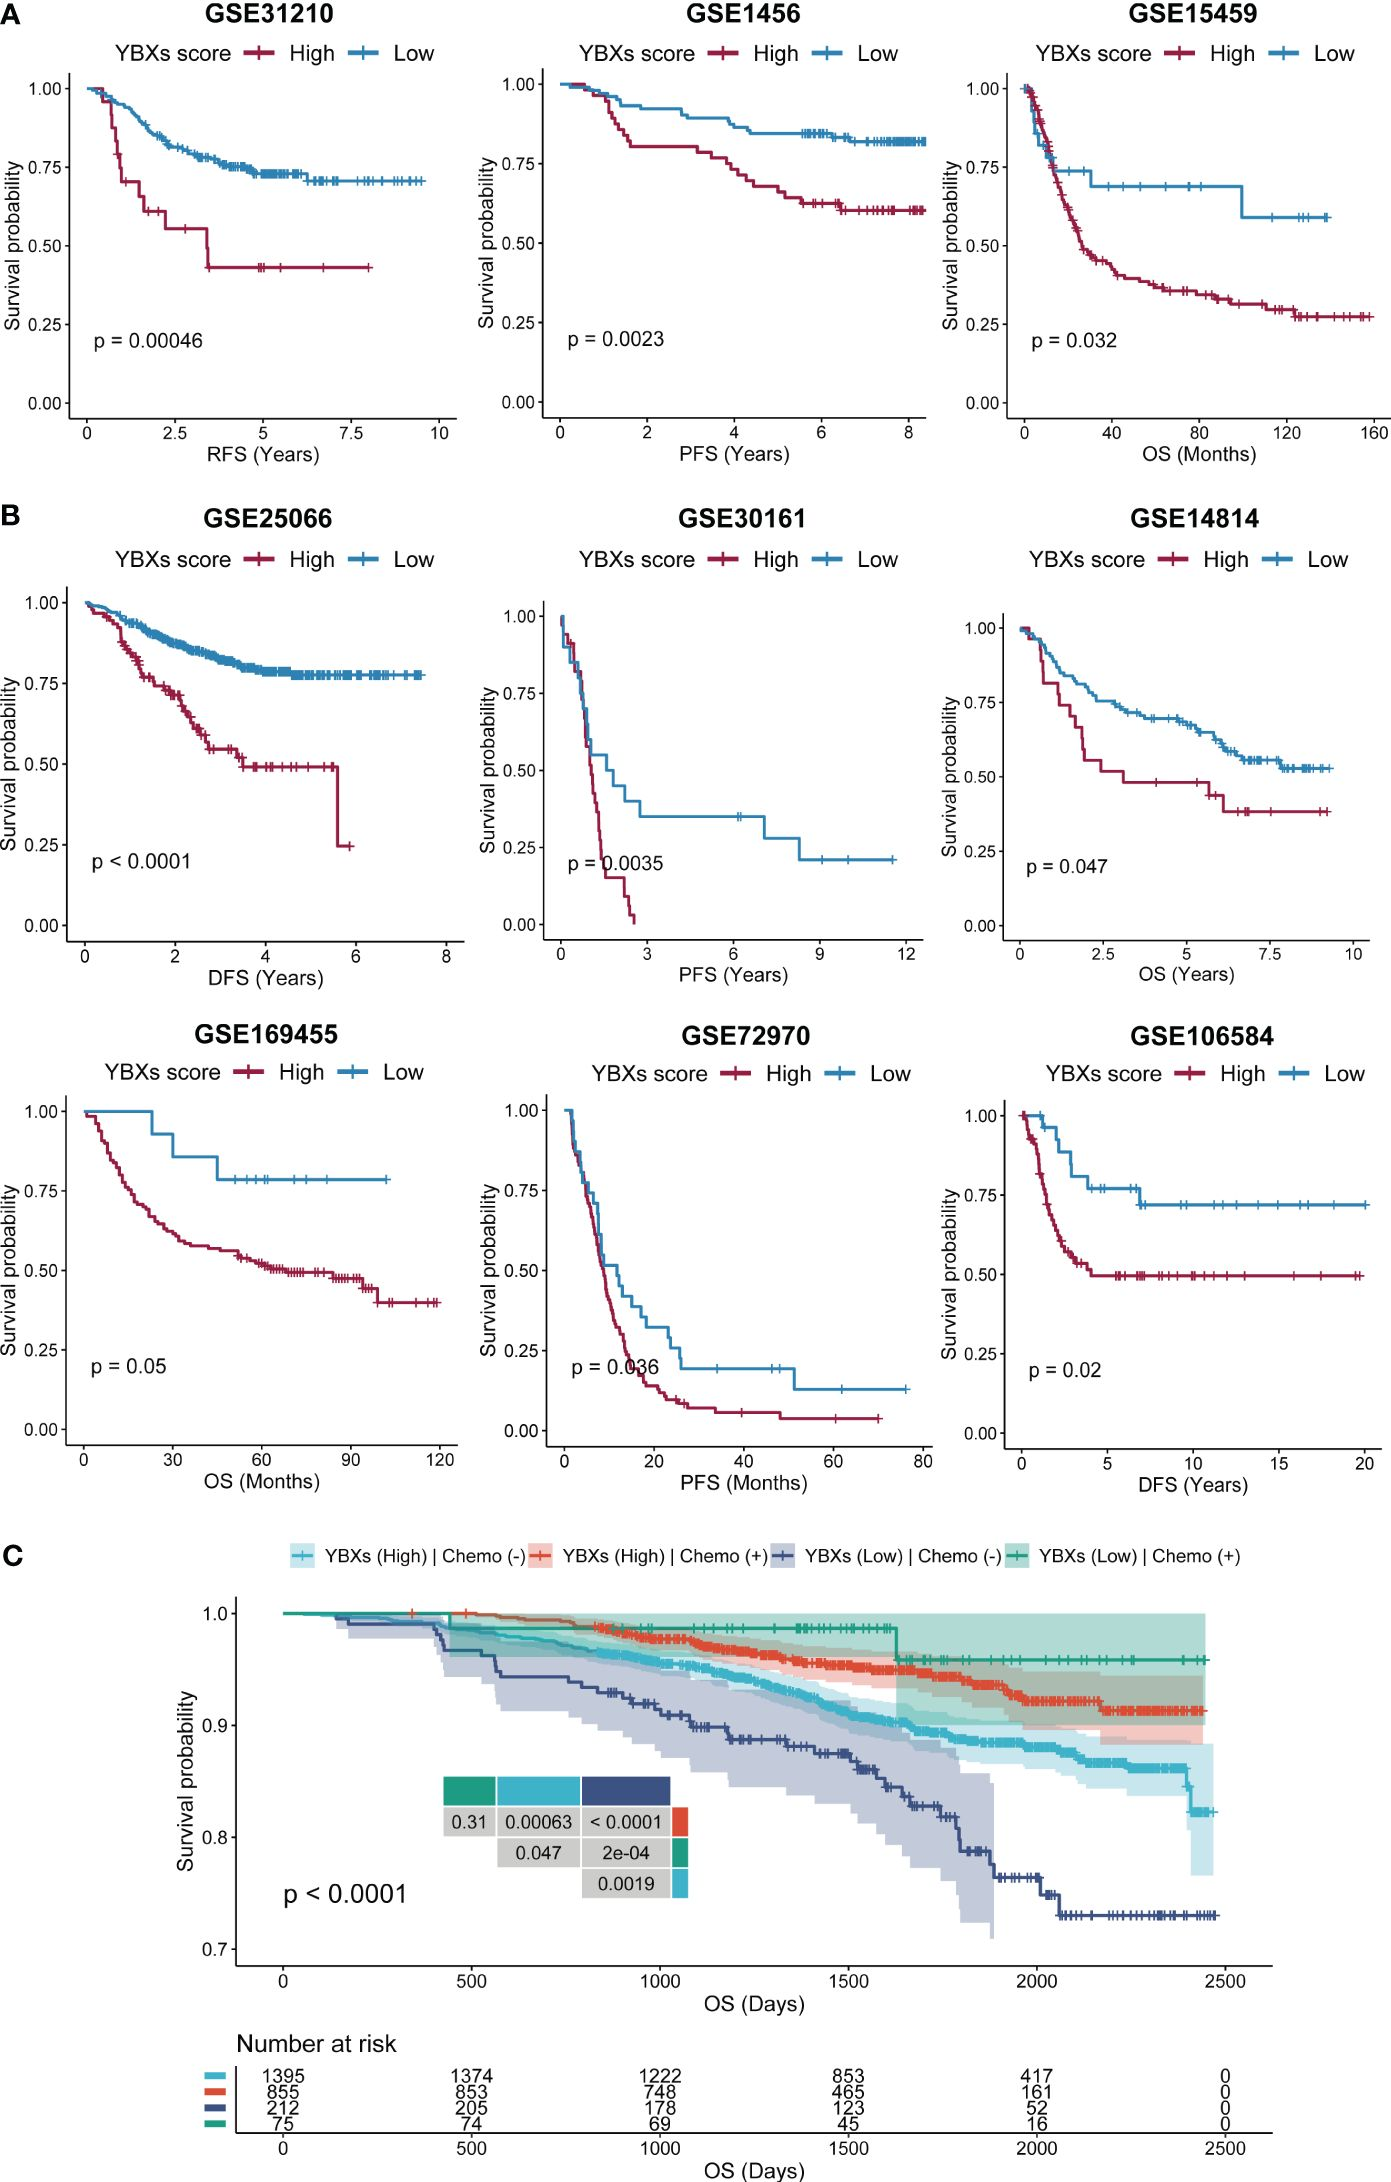 A
GSE31210
YBXs score High Low
Survival probability
1.00
0.75
0.50
0.25
0.00
p = 0.00046
0 2.5 5 7.5 10
RFS (Years)
GSE1456
YBXs score High Low
Survival probability
1.00
0.75
0.50
0.25
0.00
p = 0.0023
0 2 4 6 8
PFS (Years)
GSE15459
YBXs score High Low
Survival probability
1.00
0.75
0.50
0.25
0.00
p = 0.032
0 40 80 120 160
OS (Months)
B
GSE25066
YBXs score High Low
Survival probability
1.00
0.75
0.50
0.25
0.00
p < 0.0001
0 2 4 6 8
DFS (Years)
GSE30161
YBXs score High Low
Survival probability
1.00
0.75
0.50
0.25
0.00
p = 0.0035
0 3 6 9 12
PFS (Years)
GSE14814
YBXs score High Low
Survival probability
1.00
0.75
0.50
0.25
0.00
p = 0.047
0 2.5 5 7.5 10
OS (Years)
GSE169455
YBXs score High Low
Survival probability
1.00
0.75
0.50
0.25
0.00
p = 0.05
0 30 60 90 120
OS (Months)
GSE72970
YBXs score High Low
Survival probability
1.00
0.75
0.50
0.25
0.00
p = 0.036
0 20 40 60 80
PFS (Months)
GSE106584
YBXs score High Low
Survival probability
1.00
0.75
0.50
0.25
0.00
p = 0.02
0 5 10 15 20
DFS (Years)
C
YBXs (High) | Chemo (-) YBXs (High) | Chemo (+) YBXs (Low) | Chemo (-) YBXs (Low) | Chemo (+)
Survival probability
1.0
0.9
0.8
0.7
0.31 0.00063 < 0.0001
0.047 2e-04
0.0019
p < 0.0001
0 500 1000 1500 2000 2500
OS (Days)
Number at risk
1395 1374 1222 853 417 0
855 853 748 465 161 0
212 205 178 123 52 0
75 74 69 45 16 0
0 500 1000 1500 2000 2500
OS (Days)